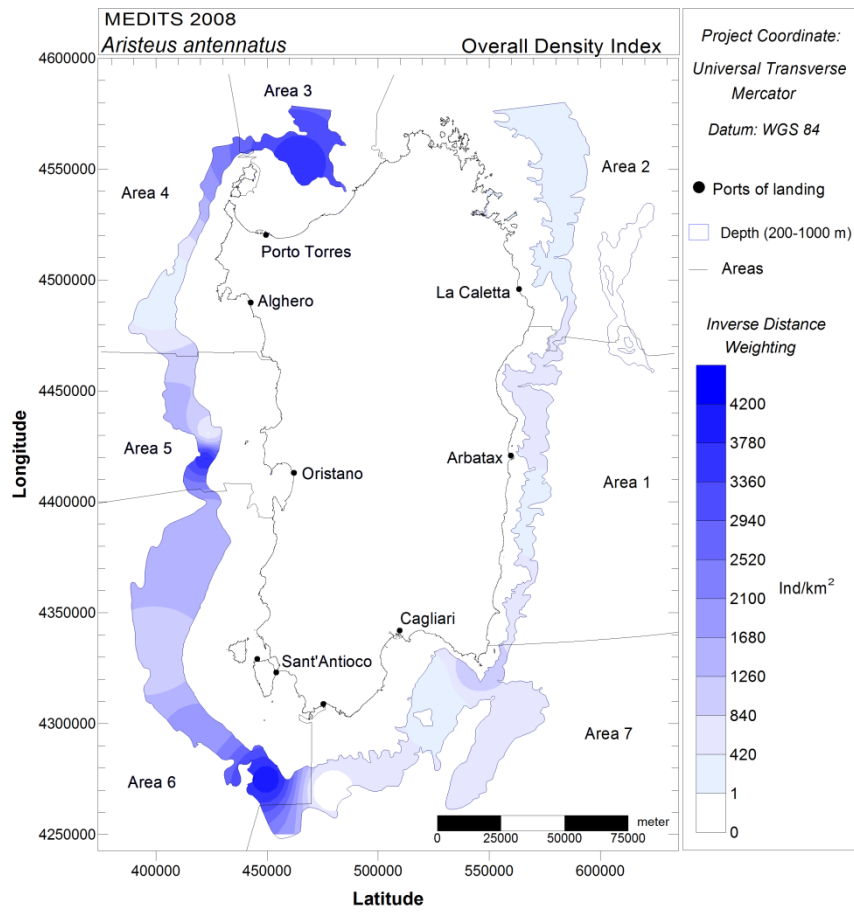 MEDITS 2008
Aristeus antennatus
Overall Density Index
4600000
4550000
4500000
4450000
4400000
4350000
4300000
4250000
Longitude
400000
450000
500000
550000
600000
Latitude
Area 3
Area 2
Area 4
Porto Torres
Alghero
La Caletta
Area 5
Oristano
Arbatax
Area 1
Cagliari
Sant'Antioco
Area 7
Area 6
meter
0
25000
50000
75000
Project Coordinate:
Universal Transverse
Mercator
Datum: WGS 84
Ports of landing
Depth (200-1000 m)
Areas
Inverse Distance
Weighting
4200
3780
3360
2940
2520
2100
1680
1260
840
420
1
0
Ind/km²